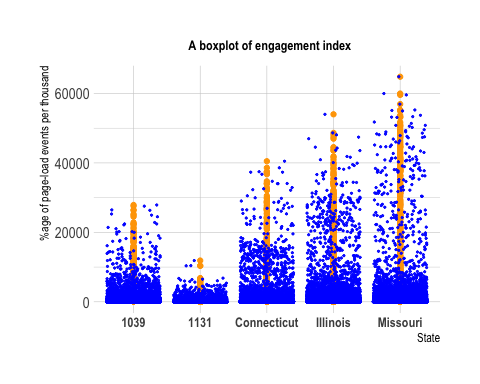 A boxplot of engagement index
%age of page-load events per thousand
60000
40000
20000
0
1039 1131 Connecticut Illinois Missouri
State